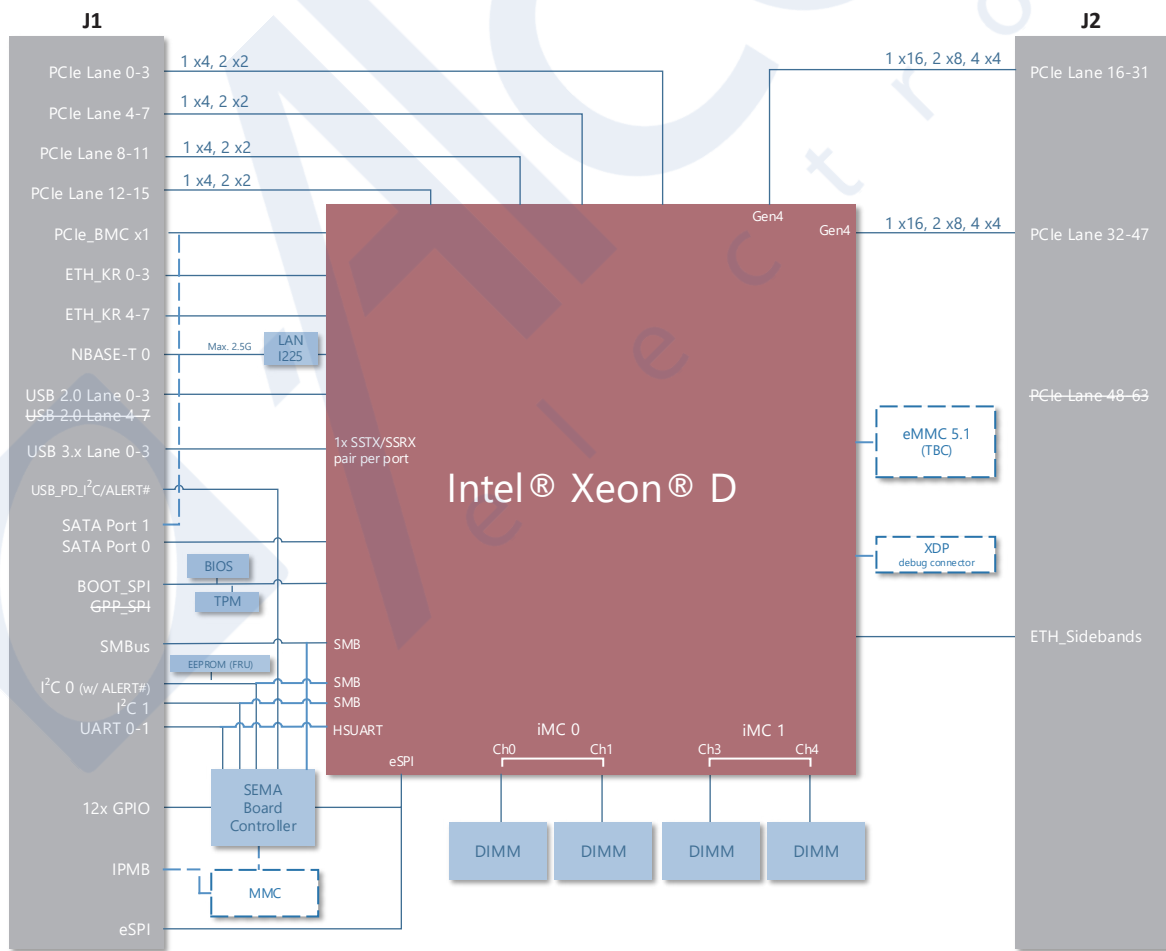 J1
J2
PCIe Lane 0-3
1 x4, 2 x2
1 x16, 2 x8, 4 x4
PCIe Lane 16-31
PCIe Lane 4-7
1 x4, 2 x2
PCIe Lane 8-11
1 x4, 2 x2
PCIe Lane 12-15
1 x4, 2 x2
Gen4
PCIe_BMC x1
Gen4
1 x16, 2 x8, 4 x4
PCIe Lane 32-47
ETH_KR 0-3
ETH_KR 4-7
NBASE-T 0
Max. 2.5G
LAN
I225
USB 2.0 Lane 0-3
USB 2.0 Lane 4-7
PCIe Lane 48-63
USB 3.x Lane 0-3
1x SSTX/SSRX
pair per port
eMMC 5.1
(TBC)
Intel® Xeon® D
USB_PD_I²C/ALERT#
SATA Port 1
SATA Port 0
XDP
debug connector
BIOS
BOOT_SPI
TPM
GPP_SPI
ETH_Sidebands
SMBus
SMB
EEPROM (FRU)
I²C 0 (w/ ALERT#)
SMB
I²C 1
SMB
UART 0-1
HSUART
iMC 0
iMC 1
Ch0
Ch1
Ch3
Ch4
eSPI
SEMA
Board
Controller
12x GPIO
DIMM
DIMM
DIMM
DIMM
IPMB
MMC
eSPI
e l e c t r o